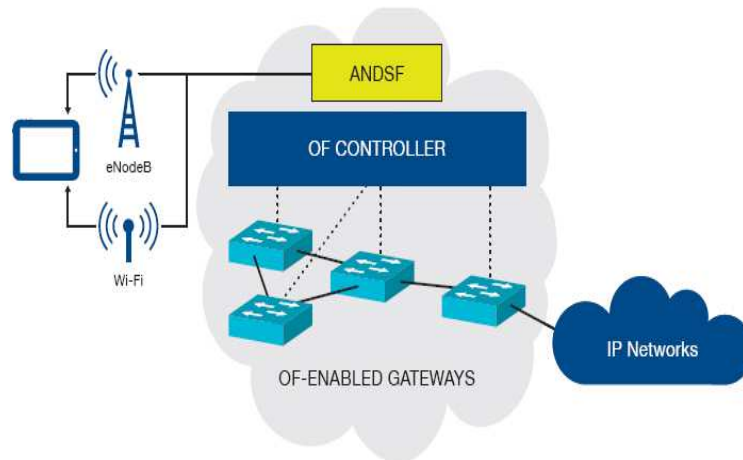 ANDSF
OF CONTROLLER
eNodeB
Wi-Fi
IP Networks
OF-ENABLED GATEWAYS